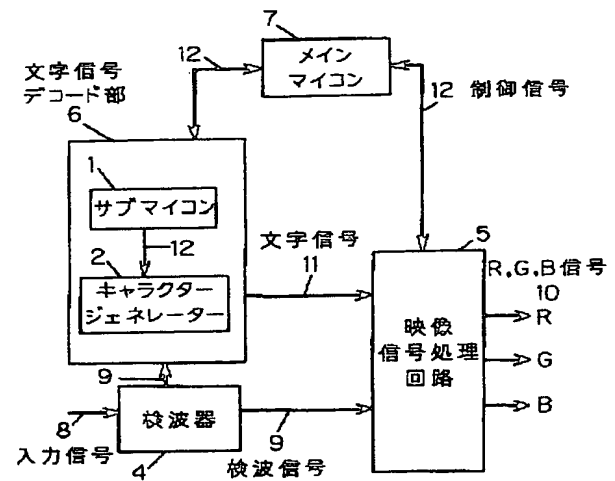 7
12
メイン
マイコン
文字信号
デコード部
6
12 制御信号
1
サブマイコン
12
2
キャラクター
ジェネレーター
文字信号
11
5
R.G.B信号
10
映像
信号処理
回路
R
G
B
9
8
検波器
入力信号
4
9
検波信号